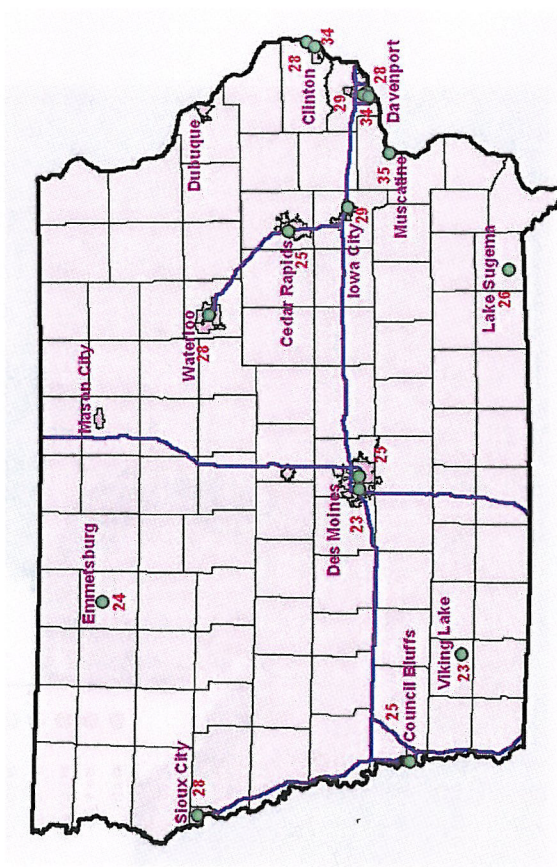 Mason City
Emmetsburg
24
Sioux City
28
Waterloo
28
Dubuque
Cedar Rapids
25
Clinton
28
34
Des Moines
23
25
Iowa City
29
29
34
28
Davenport
Muscatine
35
25
Council Bluffs
Viking Lake
23
Lake Sugema
26